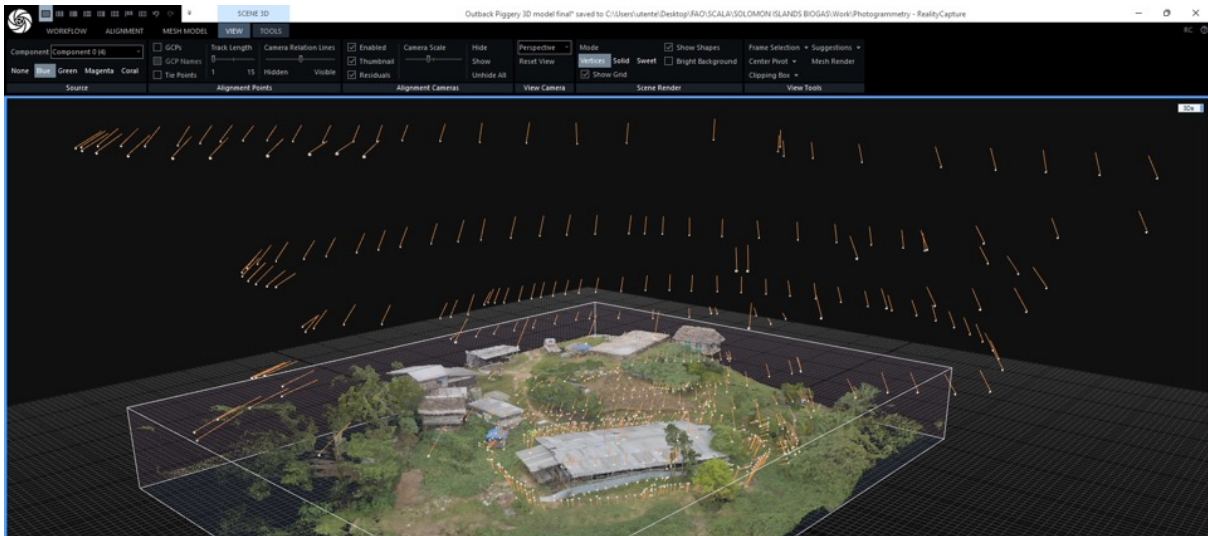 SCENE 3D
Outback Piggery 3D model final* saved to C:\Users\utente\Desktop\FAO\SCALA\SOLOMON ISLANDS BIOGAS\Work\Photogrammetry - RealityCapture
WORKFLOW ALIGNMENT MESH MODEL VIEW TOOLS RC
Component Component 0 (4) GCPs Track Length Camera Relation Lines Enabled Camera Scale Hide Perspective Mode Show Shapes Frame Selection Suggestions
GCP Names Thumbnail Show Reset View Vertices Solid Sweet Bright Background Center Pivot Mesh Render
None Blue Green Magenta Coral Tie Points 1 15 Hidden Visible Residuals Unhide All Show Grid Clipping Box
Source Alignment Points Alignment Cameras View Camera Scene Render View Tools
3Ds